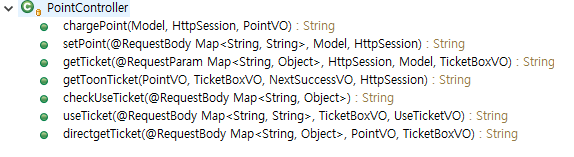 PointController
chargePoint(Model, HttpSession, PointVO) : String
setPoint(@RequestBody Map<String, String>, Model, HttpSession) : String
getTicket(@RequestParam Map<String, Object>, HttpSession, Model, TicketBoxVO) : String
getToonTicket(PointVO, TicketBoxVO, NextSuccessVO, HttpSession) : String
checkUseTicket(@RequestBody Map<String, Object>) : String
useTicket(@RequestBody Map<String, String>, TicketBoxVO, UseTicketVO) : String
directgetTicket(@RequestBody Map<String, Object>, PointVO, TicketBoxVO) : String